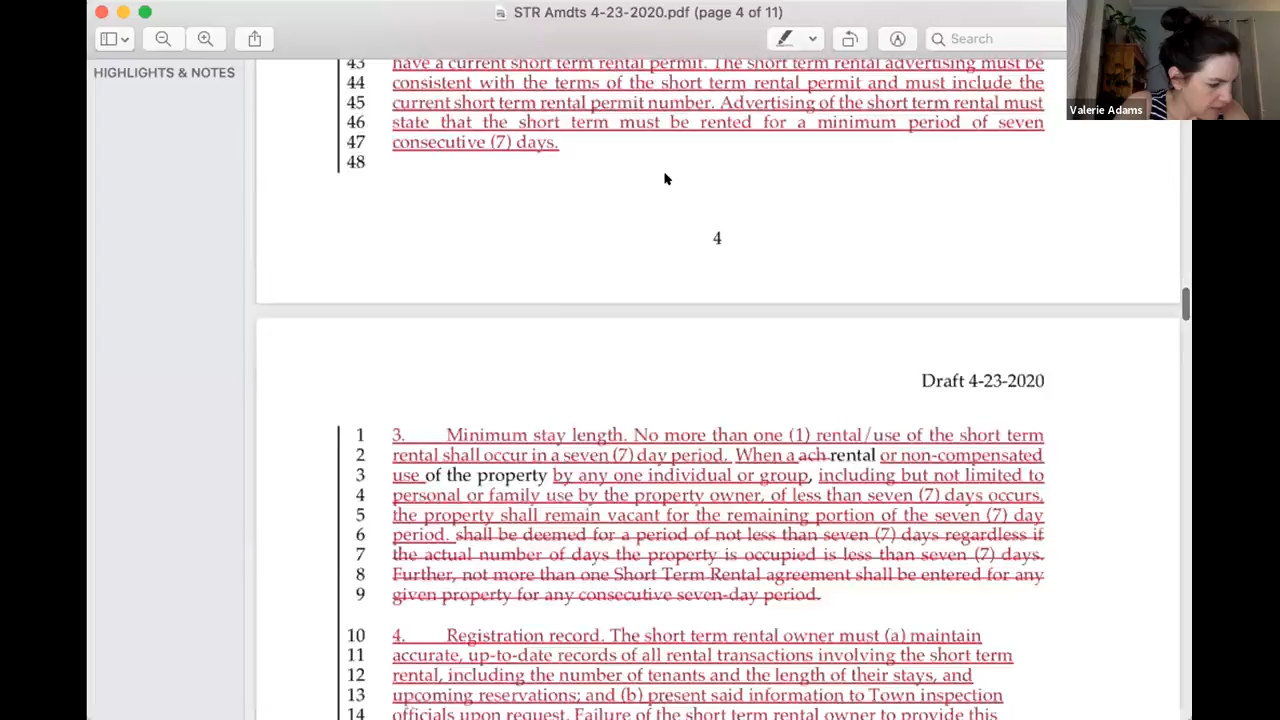 STR Amdts 4-23-2020.pdf (page 4 of 11)
Search
HIGHLIGHTS & NOTES
Valerie Adams
43 have a current short term rental permit. The short term rental advertising must be
44 consistent with the terms of the short term rental permit and must include the
45 current short term rental permit number. Advertising of the short term rental must
46 state that the short term must be rented for a minimum period of seven
47 consecutive (7) days.
48
4
Draft 4-23-2020
1 3. Minimum stay length. No more than one (1) rental/use of the short term
2 rental shall occur in a seven (7) day period. When a ach rental or non-compensated
3 use of the property by any one individual or group, including but not limited to
4 personal or family use by the property owner, of less than seven (7) days occurs,
5 the property shall remain vacant for the remaining portion of the seven (7) day
6 period. shall be deemed for a period of not less than seven (7) days regardless if
7 the actual number of days the property is occupied is less than seven (7) days.
8 Further, not more than one Short Term Rental agreement shall be entered for any
9 given property for any consecutive seven-day period.
10 4. Registration record. The short term rental owner must (a) maintain
11 accurate, up-to-date records of all rental transactions involving the short term
12 rental, including the number of tenants and the length of their stays, and
13 upcoming reservations; and (b) present said information to Town inspection
14 officials upon request. Failure of the short term rental owner to provide this